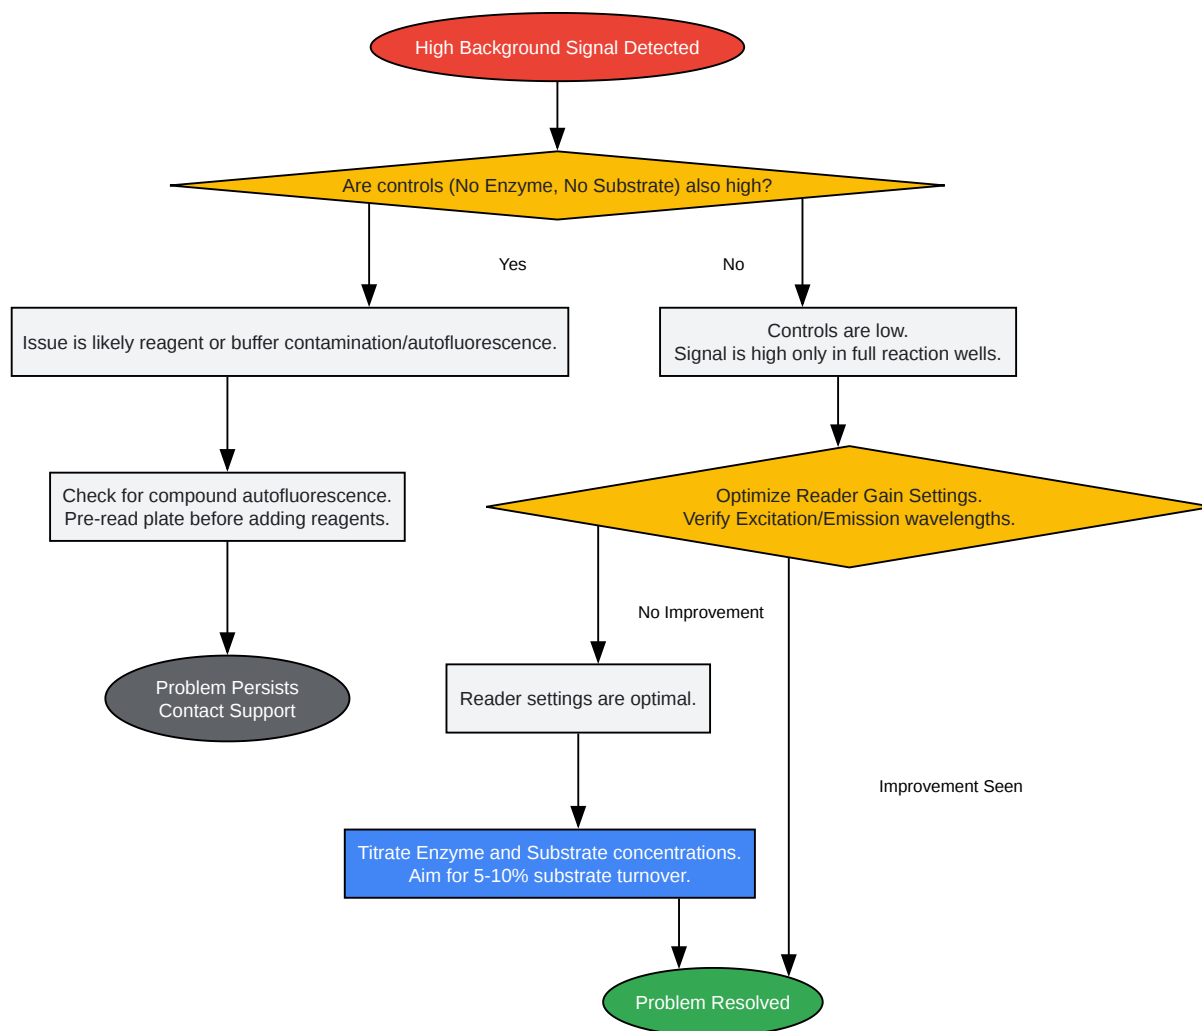 High Background Signal Detected
Are controls (No Enzyme, No Substrate) also high?
Yes
No
Issue is likely reagent or buffer contamination/autofluorescence.
Controls are low.
Signal is high only in full reaction wells.
Check for compound autofluorescence.
Pre-read plate before adding reagents.
Optimize Reader Gain Settings.
Verify Excitation/Emission wavelengths.
No Improvement
Problem Persists
Contact Support
Reader settings are optimal.
Improvement Seen
Titrate Enzyme and Substrate concentrations.
Aim for 5-10% substrate turnover.
Problem Resolved